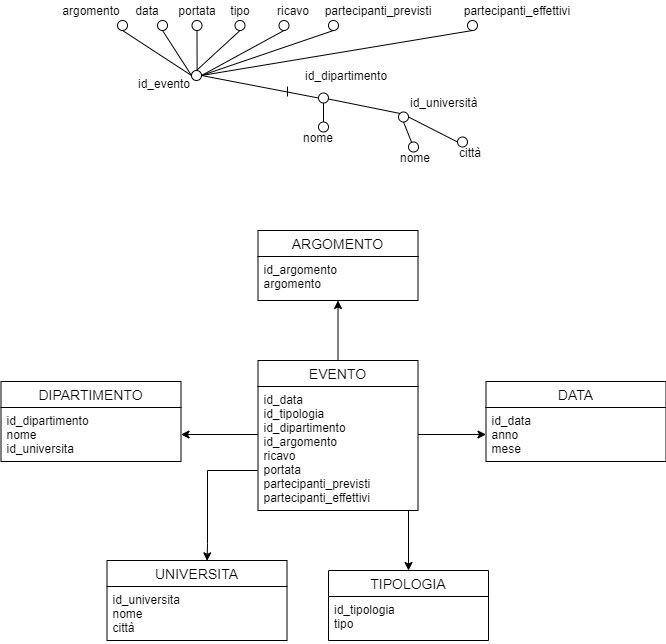 argomento data portata tipo ricavo partecipanti_previsti partecipanti_effettivi
id_evento
id_dipartimento
id_università
nome
nome
città
ARGOMENTO
id_argomento
argomento
EVENTO
id_data
id_tipologia
id_dipartimento
id_argomento
ricavo
portata
partecipanti_previsti
partecipanti_effettivi
DIPARTIMENTO
id_dipartimento
nome
id_universita
DATA
id_data
anno
mese
UNIVERSITA
id_universita
nome
città
TIPOLOGIA
id_tipologia
tipo